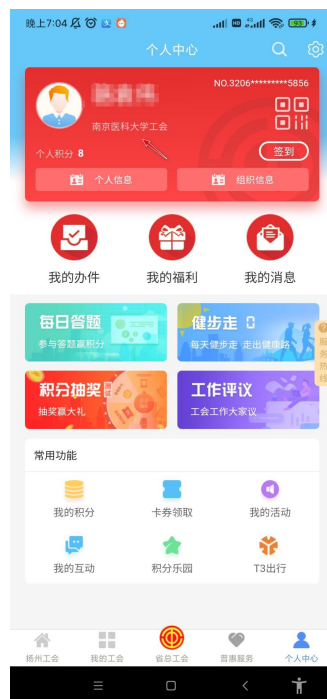 晚上7:04
93
个人中心
NO.3206*********5856
南京医科大学工会
个人积分 8
签到
个人信息
组织信息
我的办件
我的福利
我的消息
每日答题
参与答题赢积分
健步走
每天健步走 走出健康路
服务热线
积分抽奖
抽奖赢大礼
工作评议
工会工作大家议
常用功能
我的积分
卡券领取
我的活动
我的互动
积分乐园
T3出行
扬州工会
我的工会
省总工会
普惠服务
个人中心